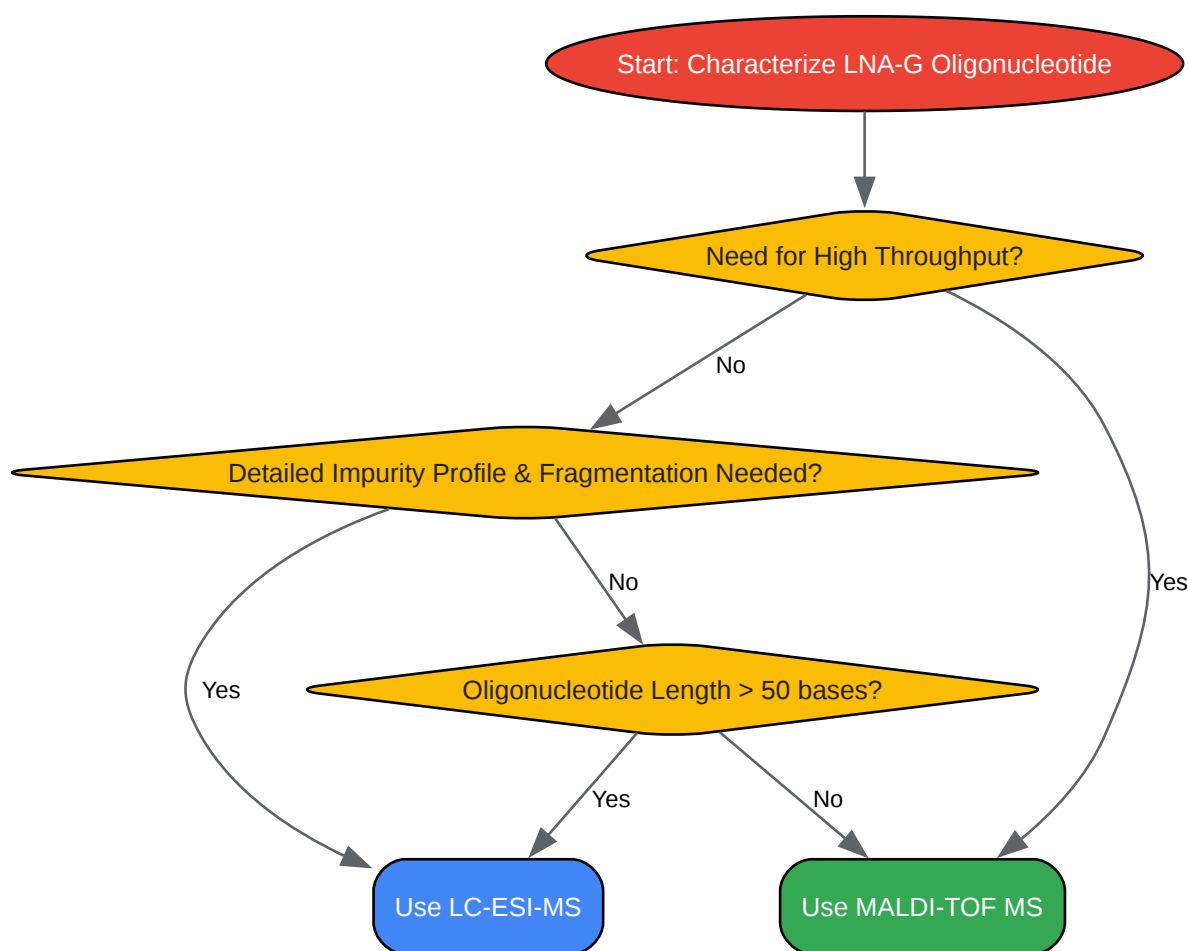 Start: Characterize LNA-G Oligonucleotide
Need for High Throughput?
No
Detailed Impurity Profile & Fragmentation Needed?
No
Yes
Yes
Oligonucleotide Length > 50 bases?
Yes
No
Use LC-ESI-MS
Use MALDI-TOF MS